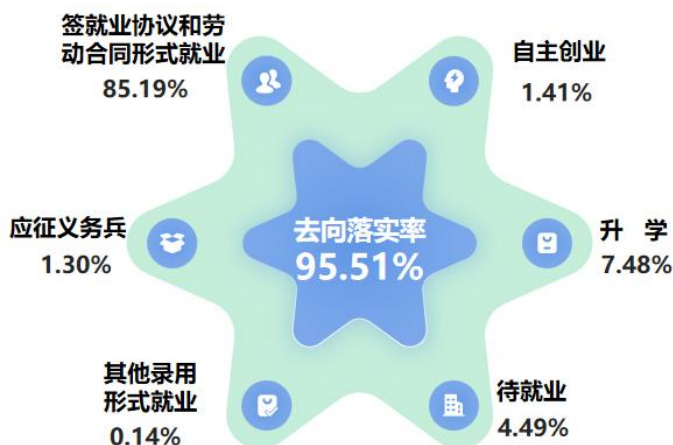 签就业协议和劳
动合同形式就业
85.19%
自主创业
1.41%
应征义务兵
1.30%
去向落实率
95.51%
升 学
7.48%
其他录用
形式就业
0.14%
待就业
4.49%